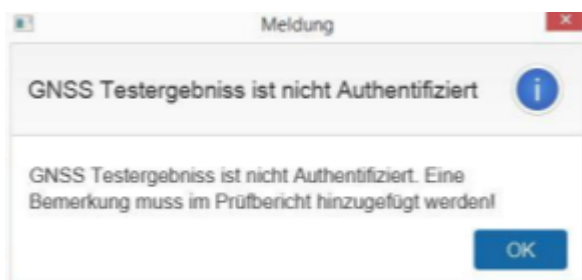 Meldung
GNSS Testergebniss ist nicht Authentifiziert
GNSS Testergebniss ist nicht Authentifiziert. Eine
Bemerkung muss im Prüfbericht hinzugefügt werden!
OK